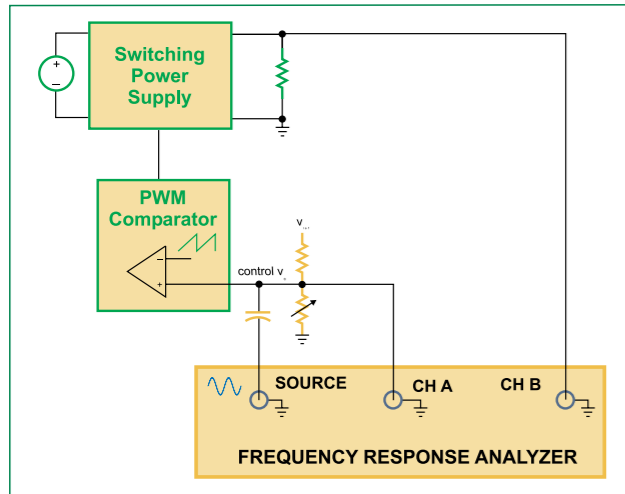 Switching
Power
Supply
+
−
PWM
Comparator
−
+
control v
v
SOURCE
CH A
CH B
FREQUENCY RESPONSE ANALYZER